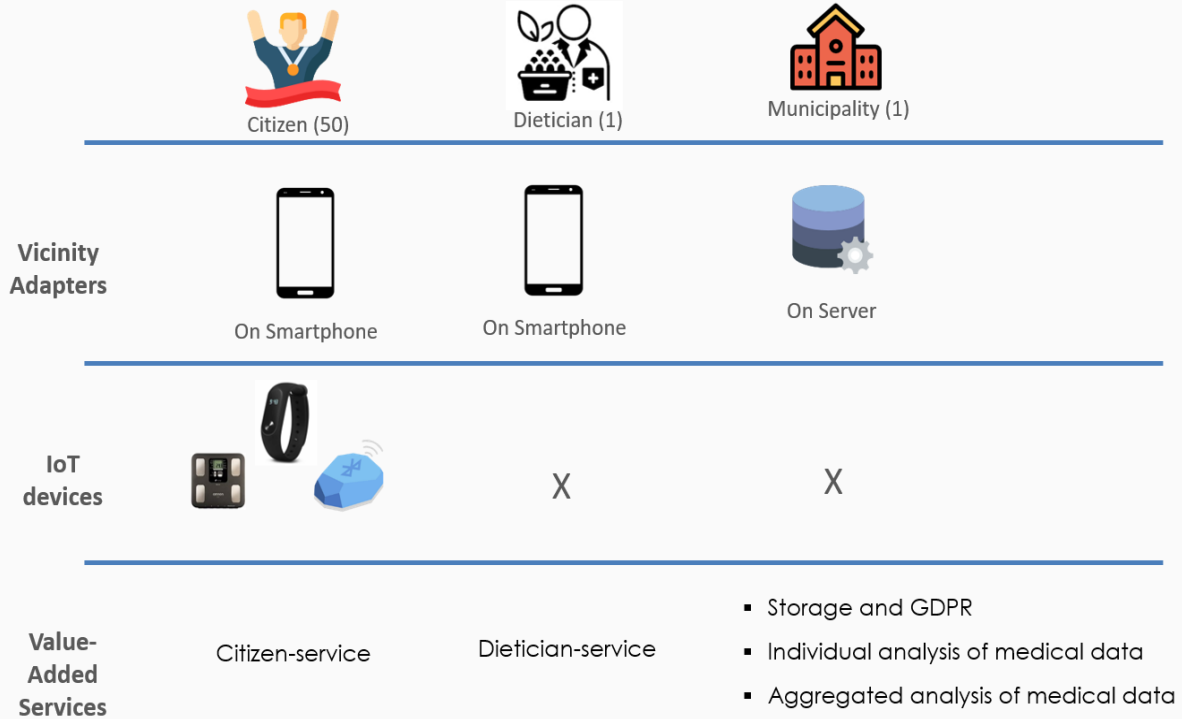 Citizen (50)
Dietician (1)
Municipality (1)
Vicinity
Adapters
On Smartphone
On Smartphone
On Server
IoT
devices
X
X
Value-
Added
Services
Citizen-service
Dietician-service
▪ Storage and GDPR
▪ Individual analysis of medical data
▪ Aggregated analysis of medical data